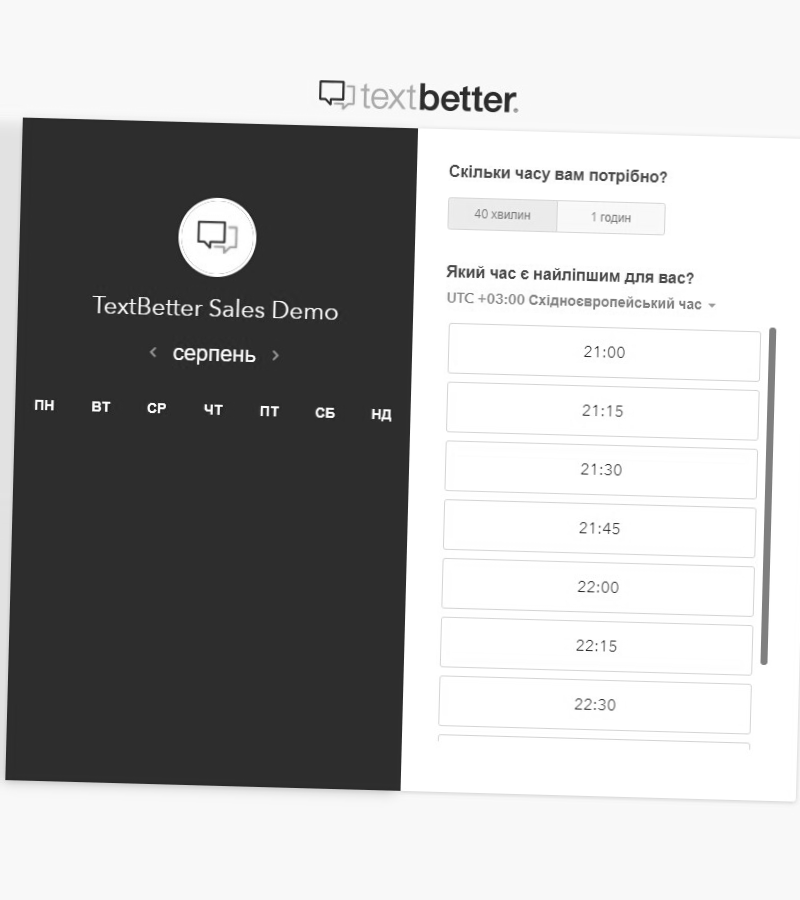 textbetter.
TextBetter Sales Demo
серпень
ПН ВТ СР ЧТ ПТ СБ НД
Скільки часу вам потрібно?
40 хвилин 1 годин
Який час є найліпшим для вас?
UTC +03:00 Східноєвропейський час
21:00
21:15
21:30
21:45
22:00
22:15
22:30